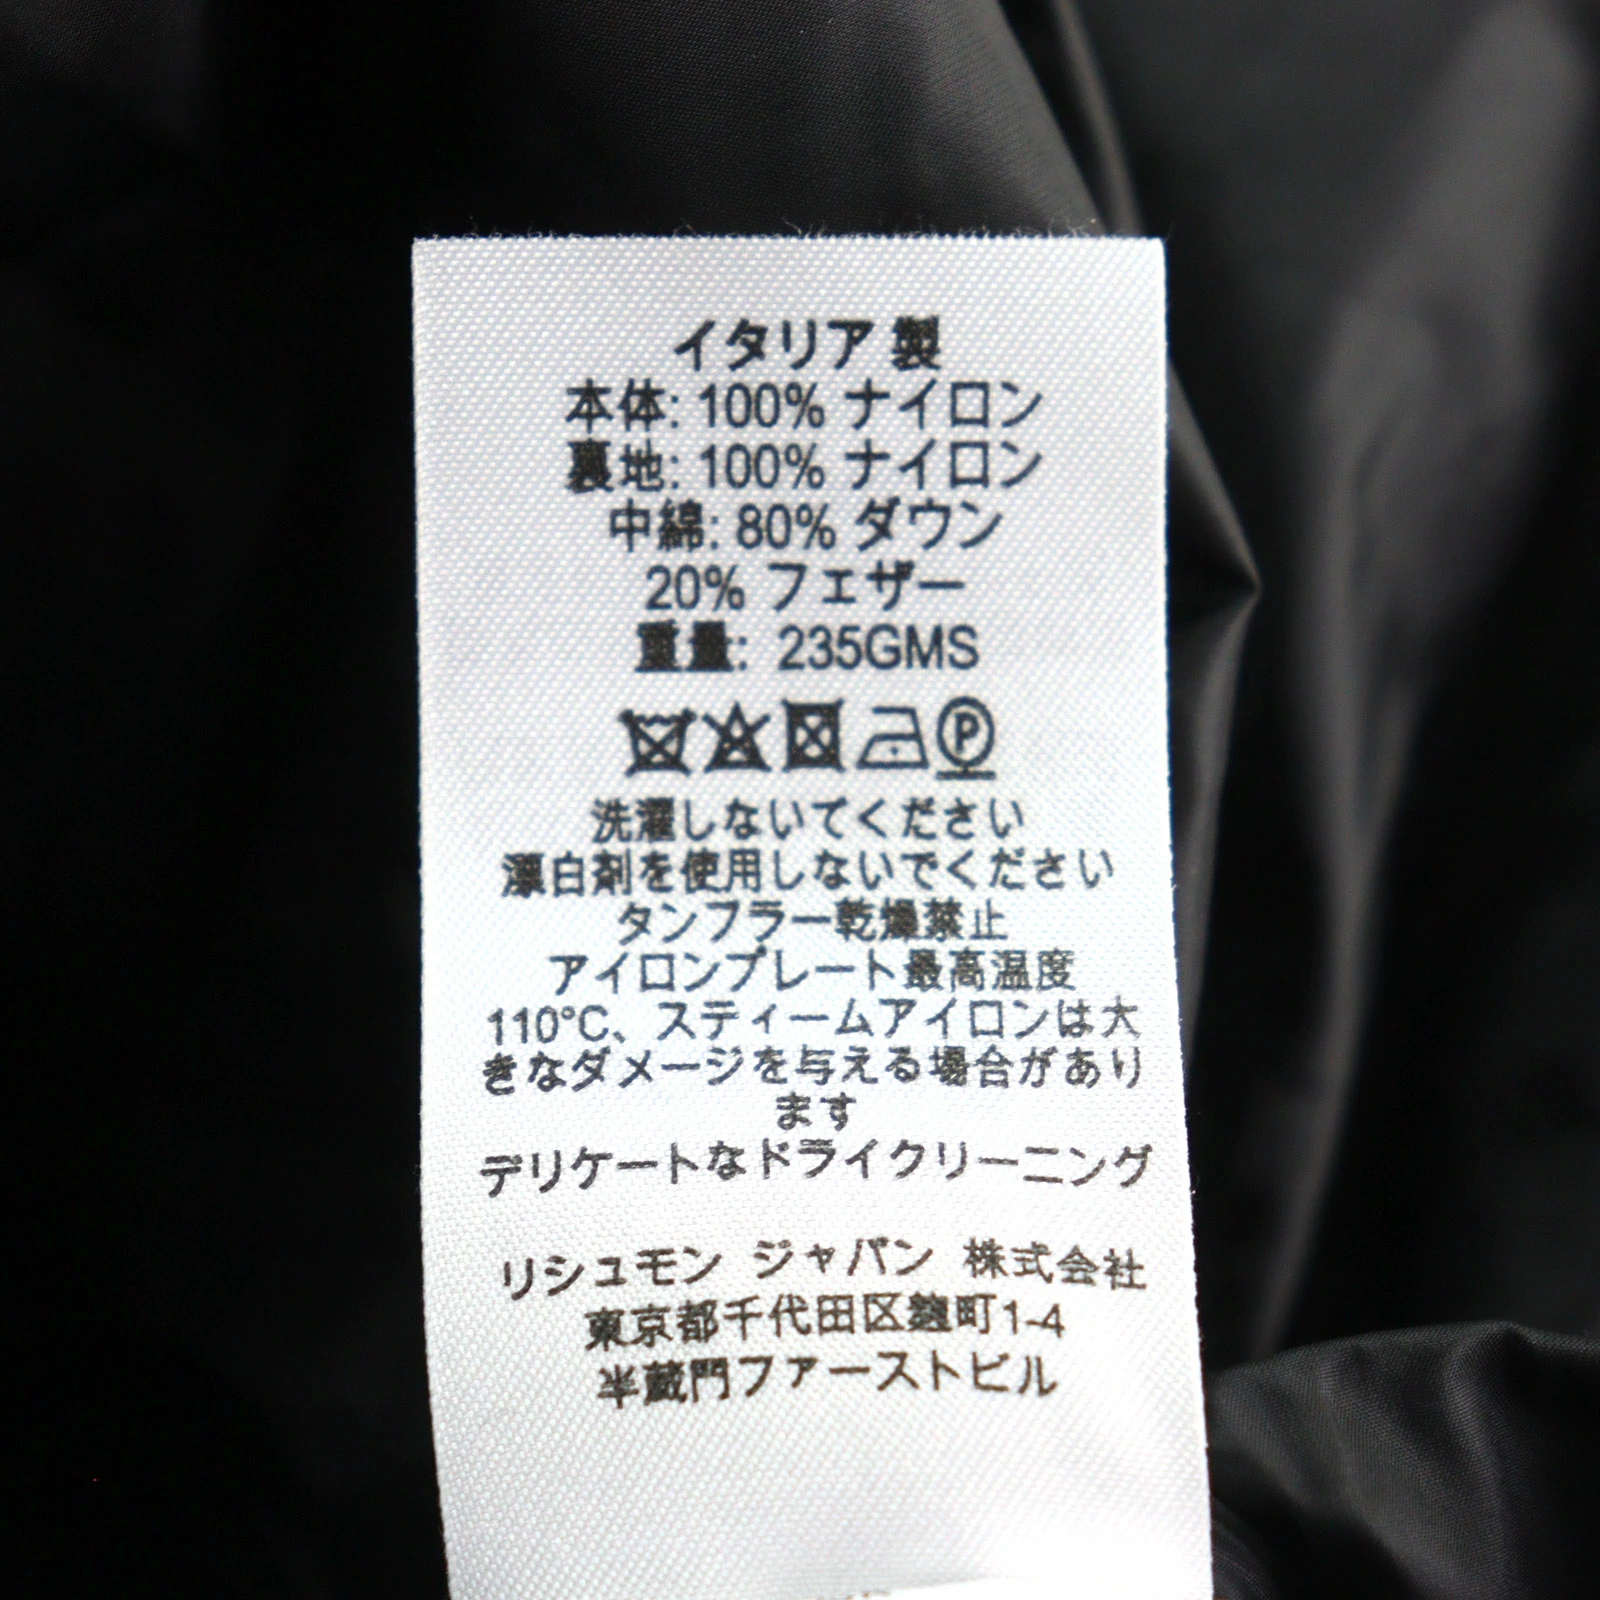 イタリア 製
本体: 100% ナイロン
裏地: 100% ナイロン
中綿: 80% ダウン
20% フェザー
重量: 235GMS
P
洗濯しないてください
漂白剤を使用しないでください
タンフラー乾燥禁止
アイロンプレート最高温度
110°C、スティームアイロンは大
きなダメージを与える場合があり
ます
デリケートなドライクリーニング
リシュモン ジャパン 株式会社
東京都千代田区麹町1-4
半蔵門ファーストビル